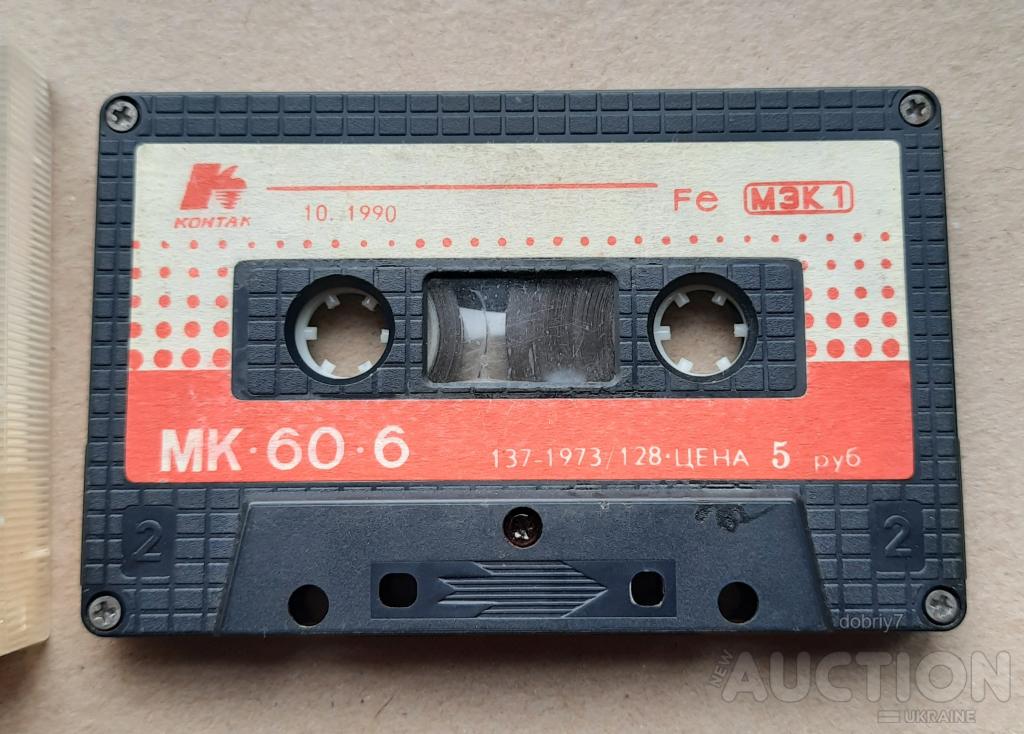 КОНТАК
10. 1990
Fe МЭК 1
МК·60·6
137-1973/128·ЦЕНА 5 руб
2
2
dobriy7
NEW AUCTION
UKRAINE